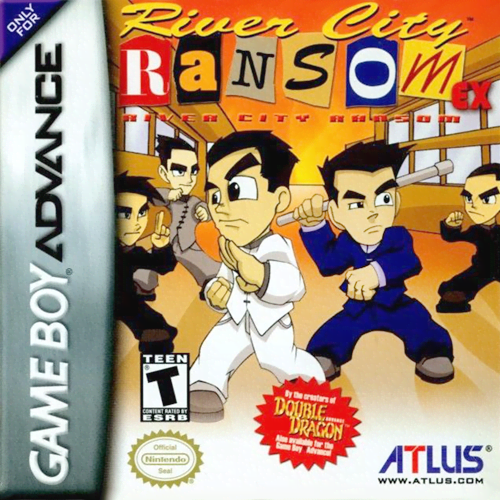 ONLY
FOR
GAME BOY ADVANCE
River City
RANSOM
EX
RIVER CITY RANSOM
TEEN
T
CONTENT RATED BY
ESRB
Official
Nintendo
Seal
By the creators of
DOUBLE
ADVANCE
DRAGON
Also available for the
Game Boy Advance!
ATLUS®
WWW.ATLUS.COM